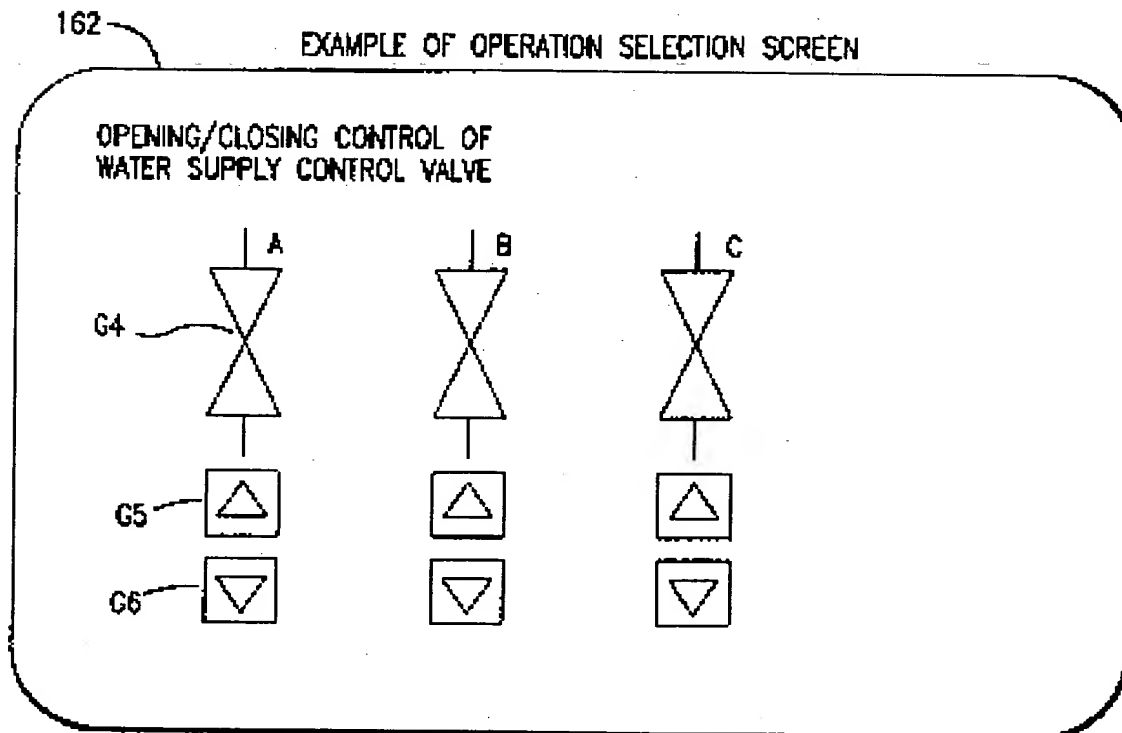 162
EXAMPLE OF OPERATION SELECTION SCREEN
OPENING/CLOSING CONTROL OF
WATER SUPPLY CONTROL VALVE
A B C
G4
G5
G6